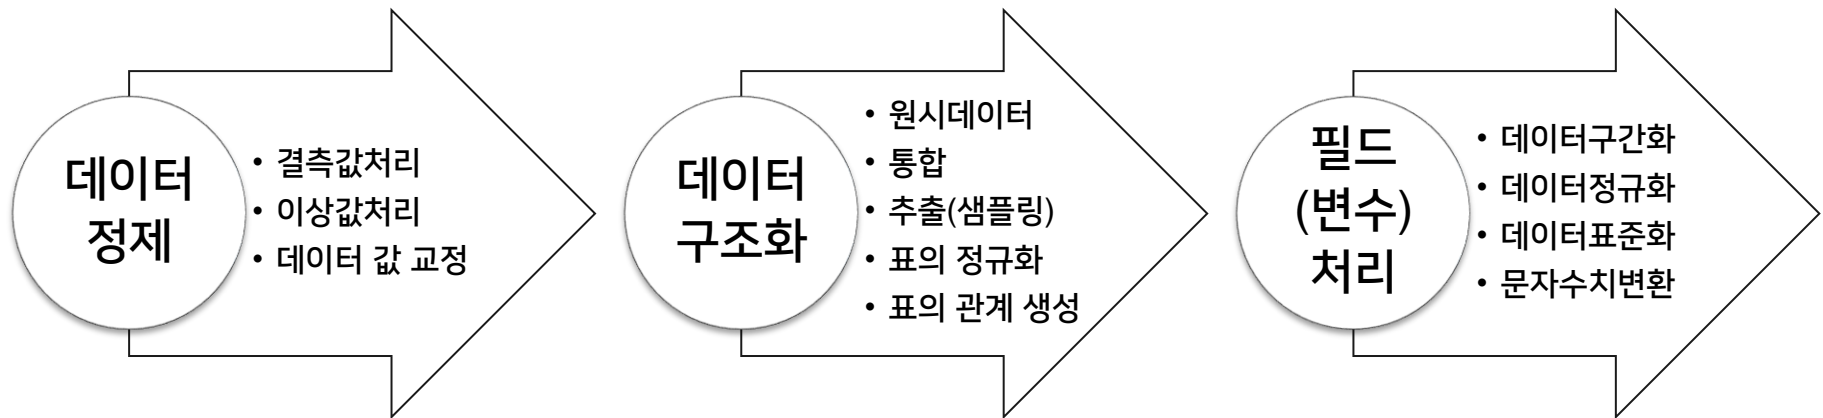 데이터
정제
• 결측값처리
• 이상값처리
• 데이터 값 교정
데이터
구조화
• 원시데이터
• 통합
• 추출(샘플링)
• 표의 정규화
• 표의 관계 생성
필드
(변수)
처리
• 데이터구간화
• 데이터정규화
• 데이터표준화
• 문자수치변환